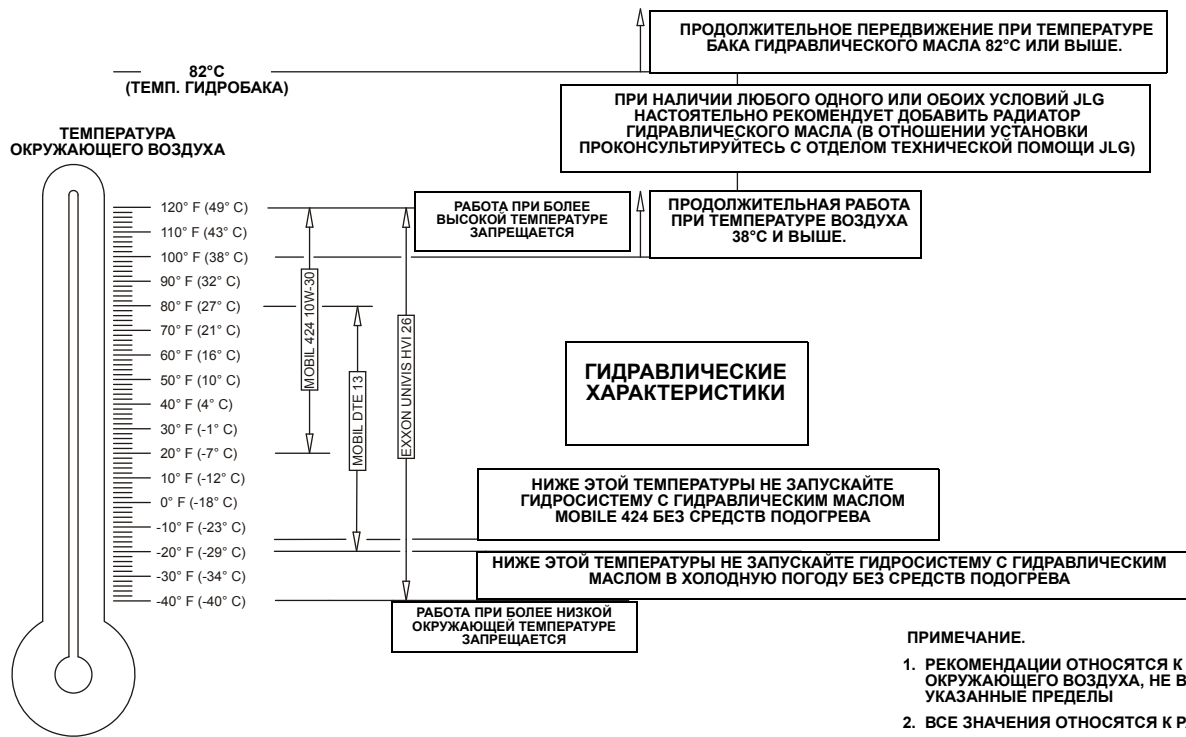 ПРОДОЛЖИТЕЛЬНОЕ ПЕРЕДВИЖЕНИЕ ПРИ ТЕМПЕРАТУРЕ
БАКА ГИДРАВЛИЧЕСКОГО МАСЛА 82°C ИЛИ ВЫШЕ.
82°C
(ТЕМП. ГИДРОБАКА)
ПРИ НАЛИЧИИ ЛЮБОГО ОДНОГО ИЛИ ОБОИХ УСЛОВИЙ JLG
НАСТОЯТЕЛЬНО РЕКОМЕНДУЕТ ДОБАВИТЬ РАДИАТОР
ГИДРАВЛИЧЕСКОГО МАСЛА (В ОТНОШЕНИИ УСТАНОВКИ
ПРОКОНСУЛЬТИРУЙТЕСЬ С ОТДЕЛОМ ТЕХНИЧЕСКОЙ ПОМОЩИ JLG)
ТЕМПЕРАТУРА
ОКРУЖАЮЩЕГО ВОЗДУХА
РАБОТА ПРИ БОЛЕЕ
ВЫСОКОЙ ТЕМПЕРАТУРЕ
ЗАПРЕЩАЕТСЯ
ПРОДОЛЖИТЕЛЬНАЯ РАБОТА
ПРИ ТЕМПЕРАТУРЕ ВОЗДУХА
38°C И ВЫШЕ.
120° F (49° C)
110° F (43° C)
100° F (38° C)
90° F (32° C)
80° F (27° C)
70° F (21° C)
60° F (16° C)
50° F (10° C)
40° F (4° C)
30° F (-1° C)
20° F (-7° C)
10° F (-12° C)
0° F (-18° C)
-10° F (-23° C)
-20° F (-29° C)
-30° F (-34° C)
-40° F (-40° C)
MOBIL 424 10W-30
MOBIL DTE 13
EXXON UNIVIS HVI 26
ГИДРАВЛИЧЕСКИЕ
ХАРАКТЕРИСТИКИ
НИЖЕ ЭТОЙ ТЕМПЕРАТУРЫ НЕ ЗАПУСКАЙТЕ
ГИДРОСИСТЕМУ С ГИДРАВЛИЧЕСКИМ МАСЛОМ
MOBILE 424 БЕЗ СРЕДСТВ ПОДОГРЕВА
НИЖЕ ЭТОЙ ТЕМПЕРАТУРЫ НЕ ЗАПУСКАЙТЕ ГИДРОСИСТЕМУ С ГИДРАВЛИЧЕСКИМ
МАСЛОМ В ХОЛОДНУЮ ПОГОДУ БЕЗ СРЕДСТВ ПОДОГРЕВА
РАБОТА ПРИ БОЛЕЕ НИЗКОЙ
ОКРУЖАЮЩЕЙ ТЕМПЕРАТУРЕ
ЗАПРЕЩАЕТСЯ
ПРИМЕЧАНИЕ.
1. РЕКОМЕНДАЦИИ ОТНОСЯТСЯ К
ОКРУЖАЮЩЕГО ВОЗДУХА, НЕ
УКАЗАННЫЕ ПРЕДЕЛЫ
2. ВСЕ ЗНАЧЕНИЯ ОТНОСЯТСЯ К